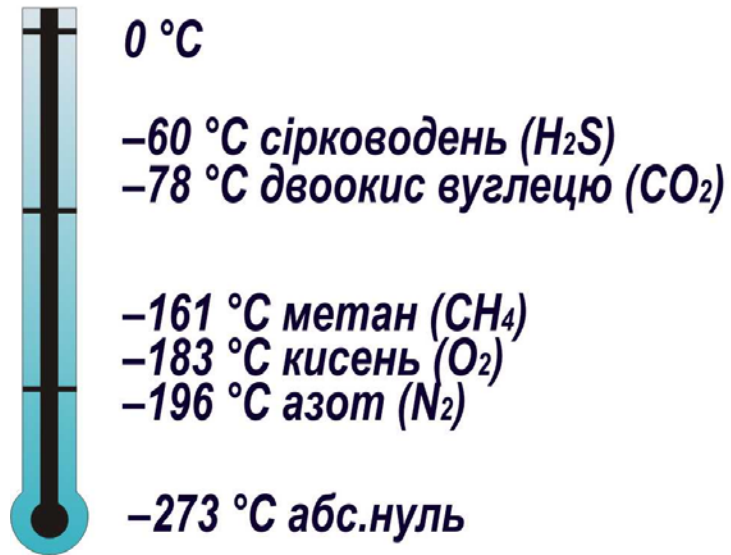 0 °C
–60 °C сірководень (H₂S)
–78 °C двоокис вуглецю (CO₂)
–161 °C метан (CH₄)
–183 °C кисень (O₂)
–196 °C азот (N₂)
–273 °C абс.нуль